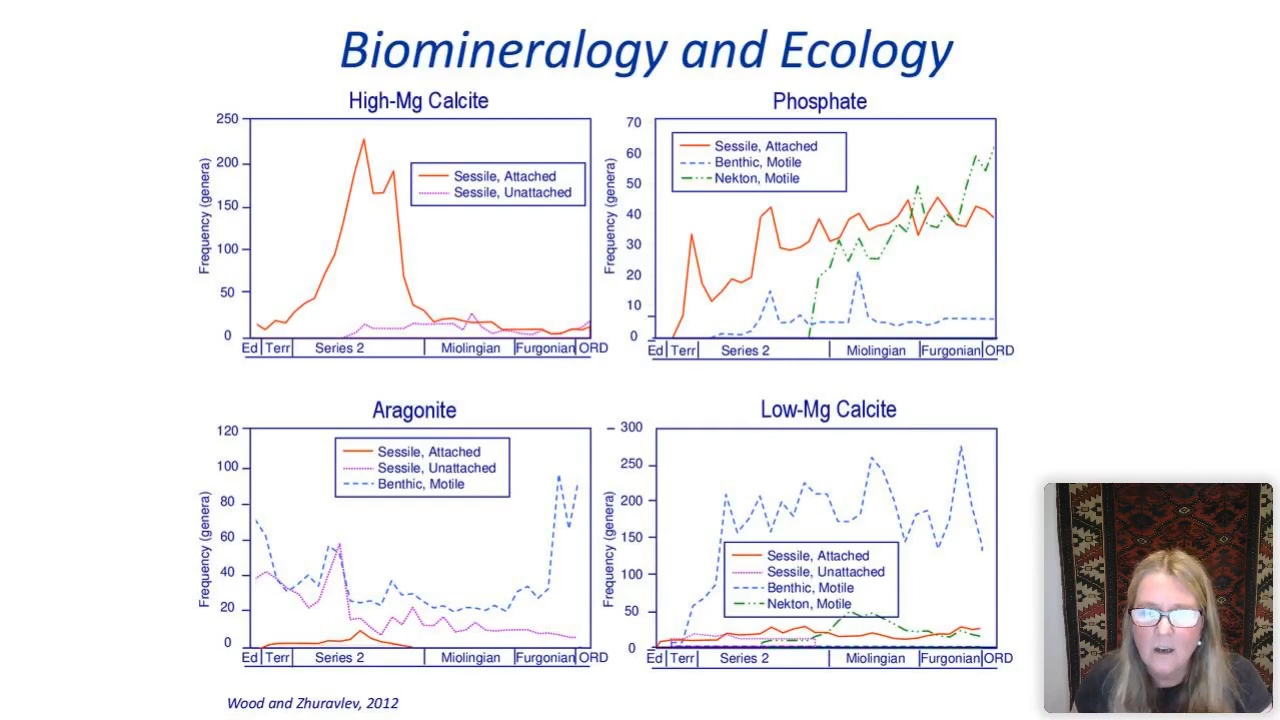 Biomineralogy and Ecology
High-Mg Calcite
Frequency (genera)
250
200
150
100
50
0
Sessile, Attached
Sessile, Unattached
Ed Terr Series 2 Miolingian Furgonian ORD
Phosphate
Frequency (genera)
70
60
50
40
30
20
10
0
Sessile, Attached
Benthic, Motile
Nekton, Motile
Ed Terr Series 2 Miolingian Furgonian ORD
Aragonite
Frequency (genera)
120
100
80
60
40
20
0
Sessile, Attached
Sessile, Unattached
Benthic, Motile
Ed Terr Series 2 Miolingian Furgonian ORD
Low-Mg Calcite
Frequency (genera)
300
250
200
150
100
50
0
Sessile, Attached
Sessile, Unattached
Benthic, Motile
Nekton, Motile
Ed Terr Series 2 Miolingian Furgonian ORD
Wood and Zhuravlev, 2012